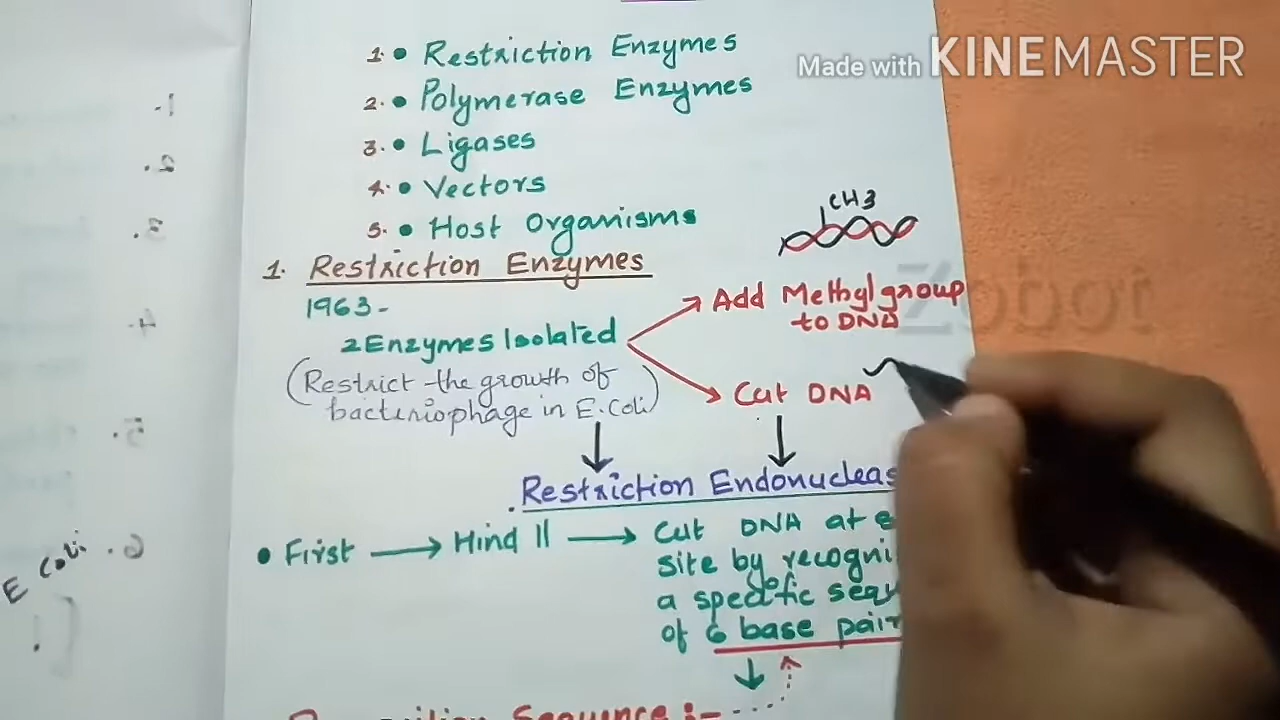 Made with KINEMASTER
1. • Restriction Enzymes
2. • Polymerase Enzymes
3. • Ligases
4. • Vectors
5. • Host Organisms
CH3
1. Restriction Enzymes
1963 -
2 Enzymes Isolated
(Restrict the growth of
bacteriophage in E.Coli)
Add Methyl group
to DNA
Cut DNA
Restriction Endonucleas
• First → Hind II → Cut DNA at
site by recogni
a specific seq
of 6 base pair
Sequence :-
E Coli